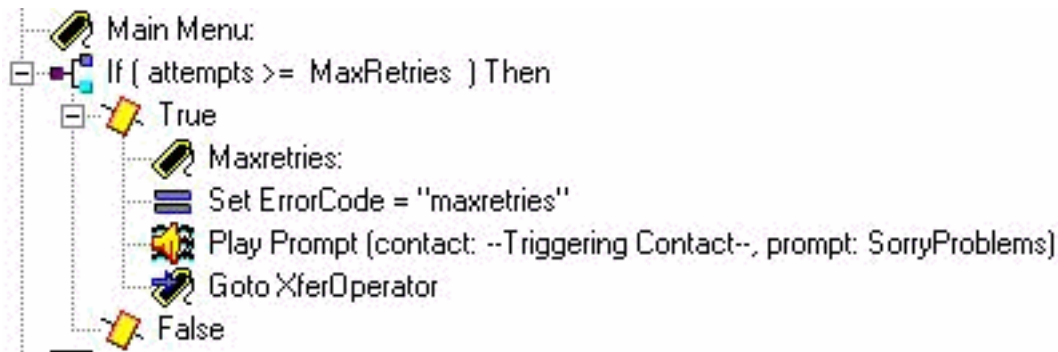 Main Menu:
If ( attempts >= MaxRetries ) Then
True
Maxretries:
Set ErrorCode = "maxretries"
Play Prompt (contact: --Triggering Contact--, prompt: SorryProblems)
Goto XferOperator
False